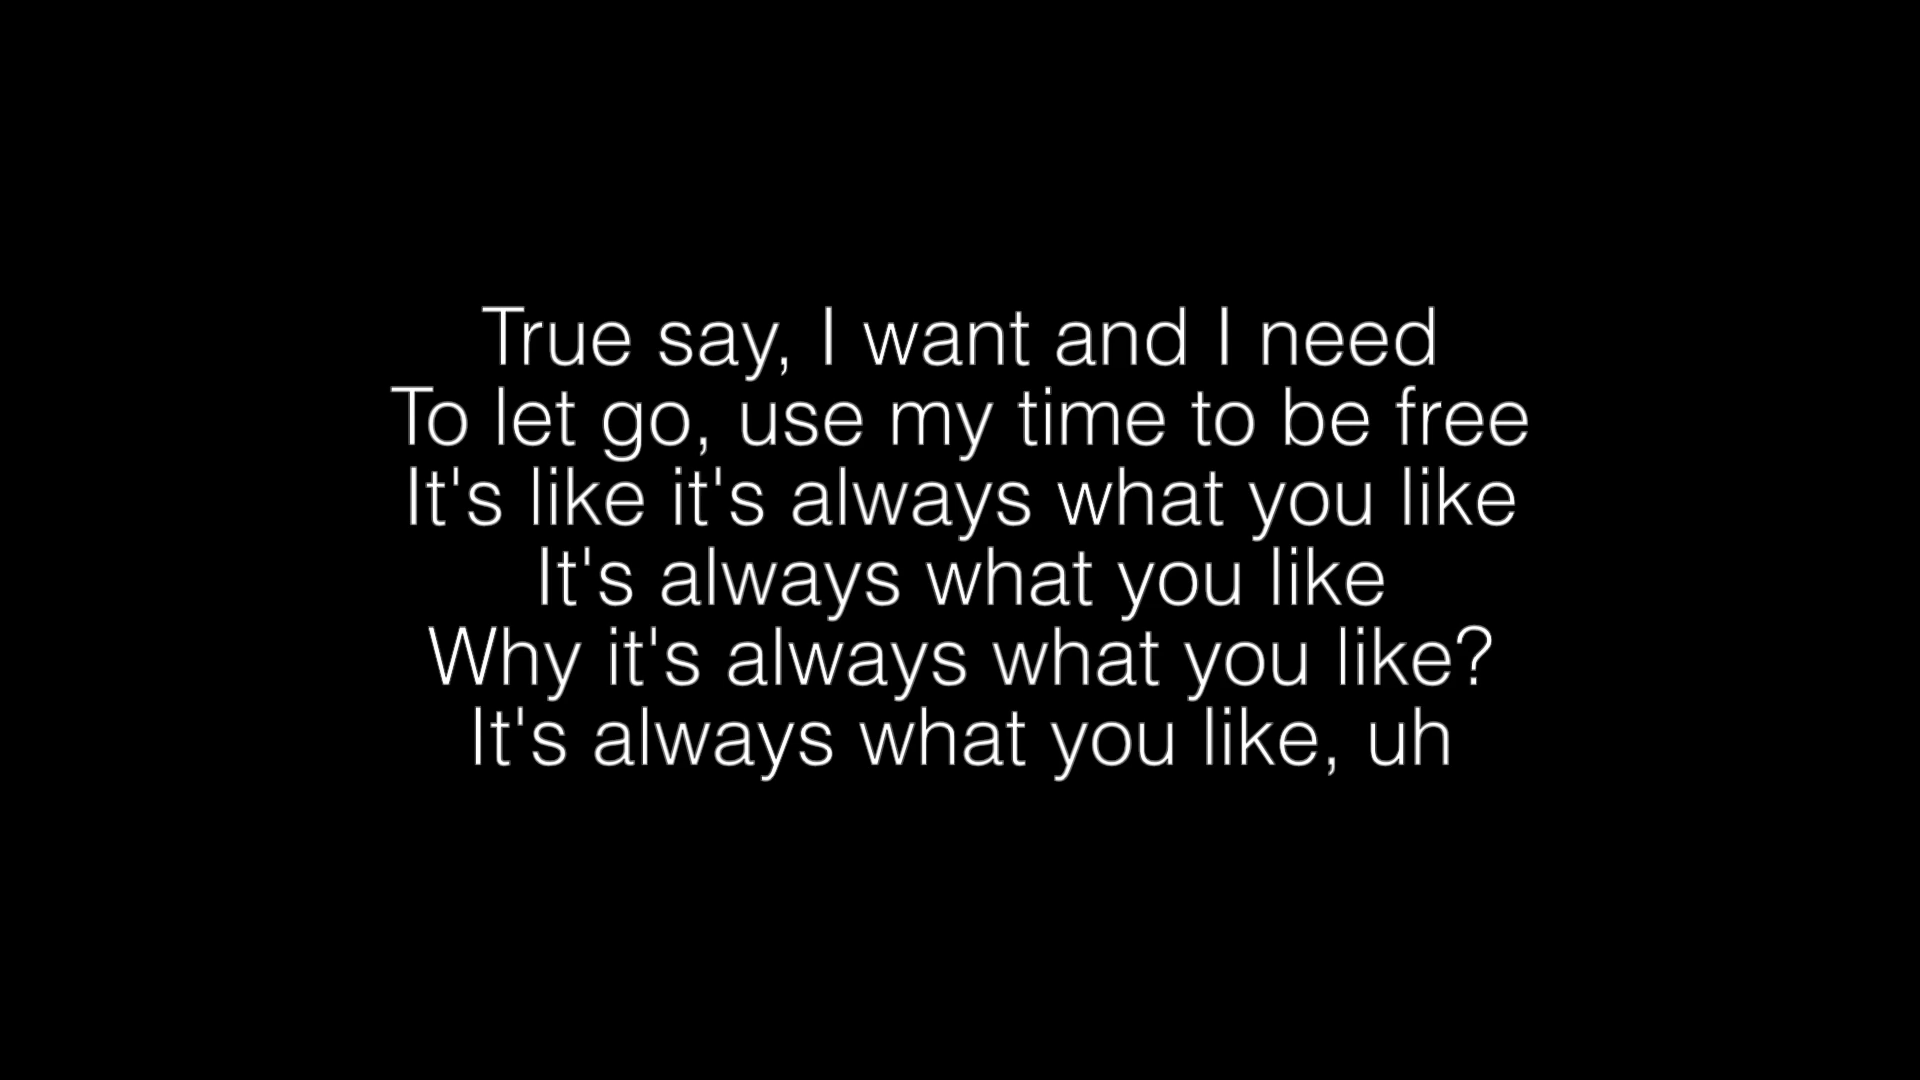 True say, I want and I need
To let go, use my time to be free
It's like it's always what you like
It's always what you like
Why it's always what you like?
It's always what you like, uh